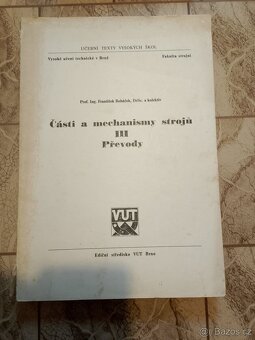 UČEBNÍ TEXTY VYSOKÝCH ŠKOL
Vysoké učení technické v Brně Fakulta strojní
Prof. Ing. František Boháček, DrSc. a kolektiv
Části a mechanismy strojů
III
Převody
VUT
Ediční středisko VUT Brno
Bazoš.cz